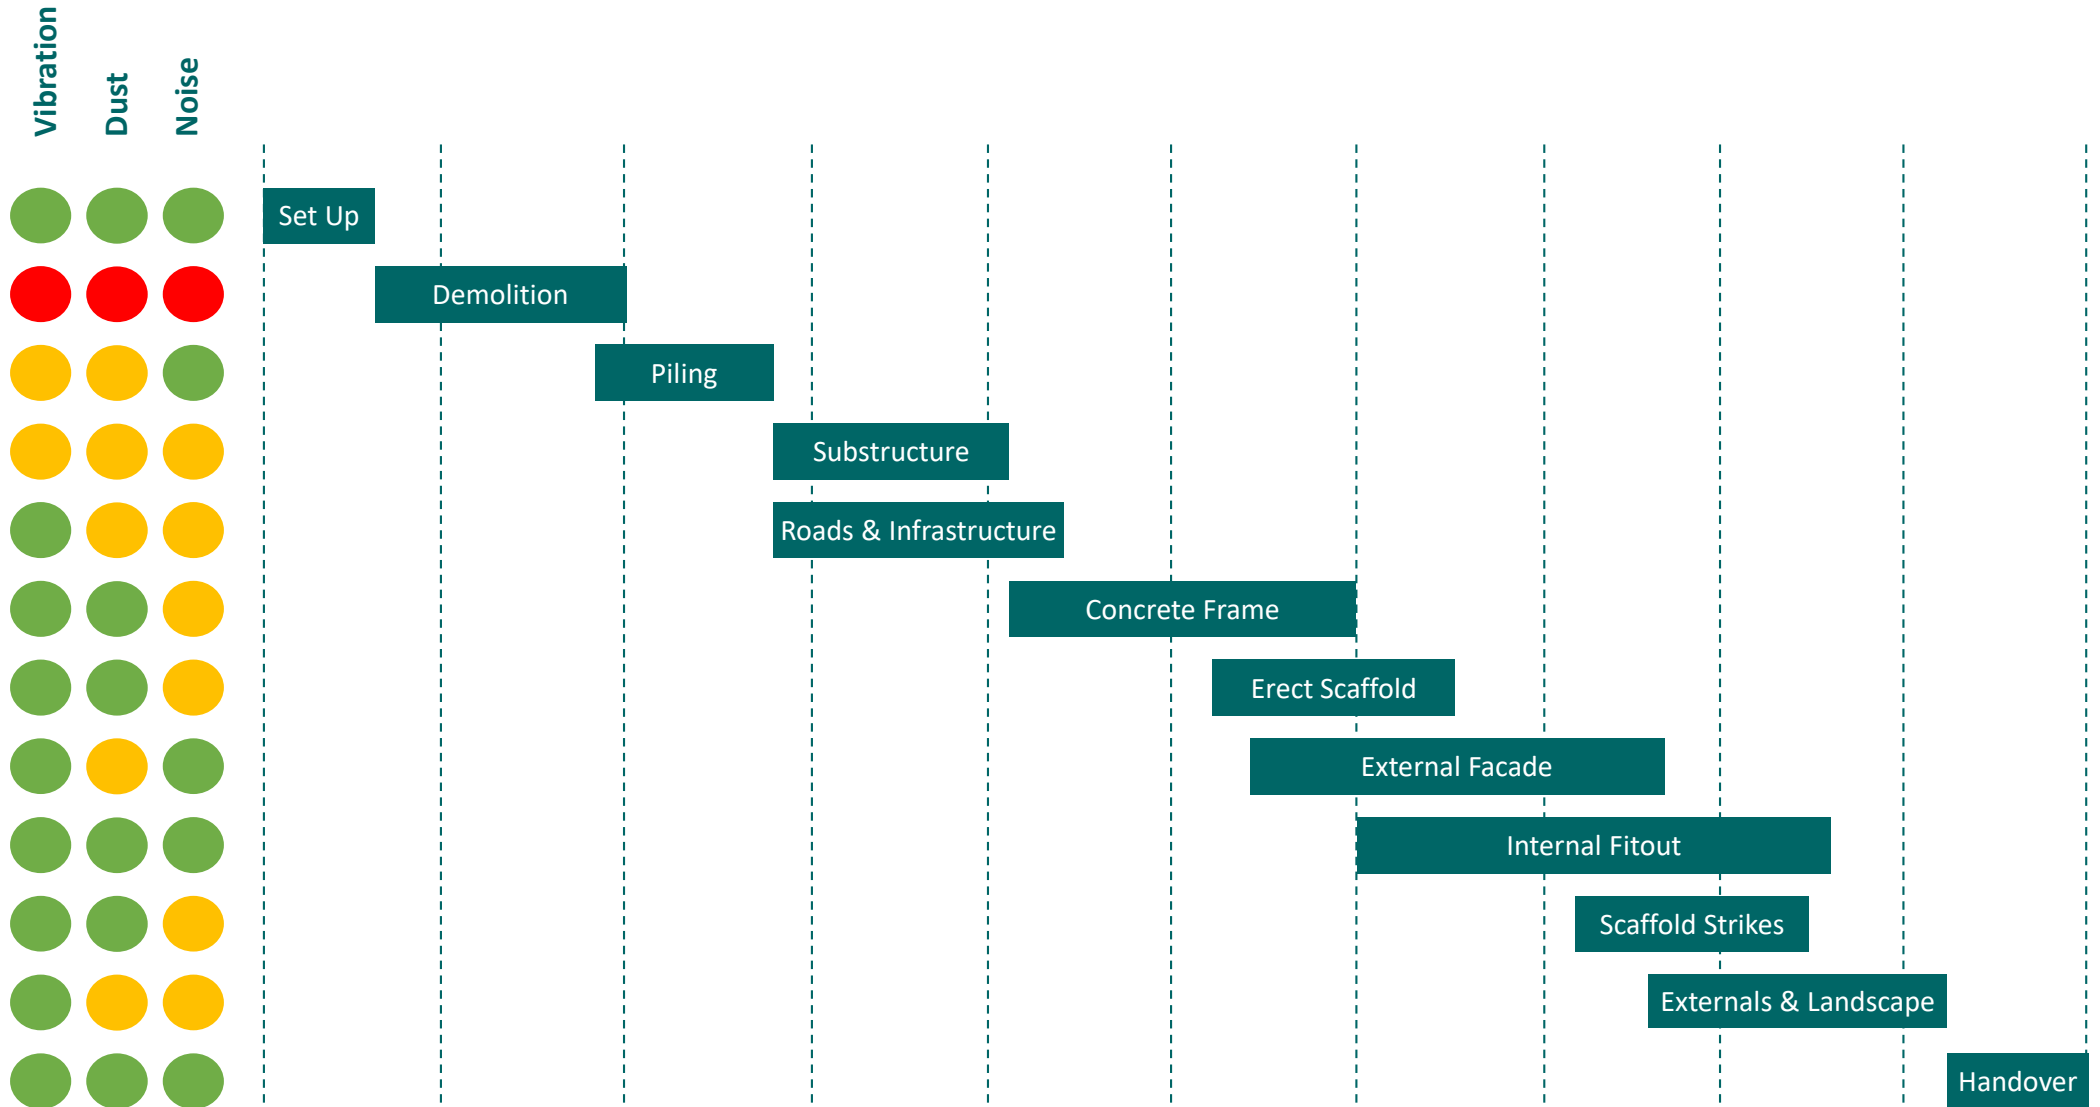 Vibration
Dust
Noise
Set Up
Demolition
Piling
Substructure
Roads & Infrastructure
Concrete Frame
Erect Scaffold
External Facade
Internal Fitout
Scaffold Strikes
Externals & Landscape
Handover